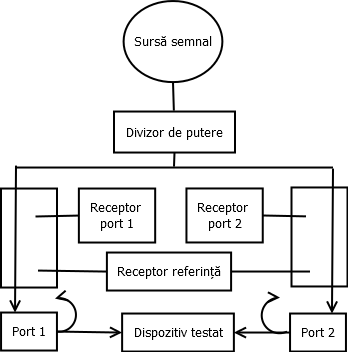 Sursă semnal
Divizor de putere
Receptor
port 1
Receptor
port 2
Receptor referință
Port 1
Dispozitiv testat
Port 2